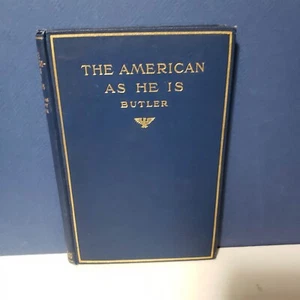 THE AMERICAN
AS HE IS
BUTLER